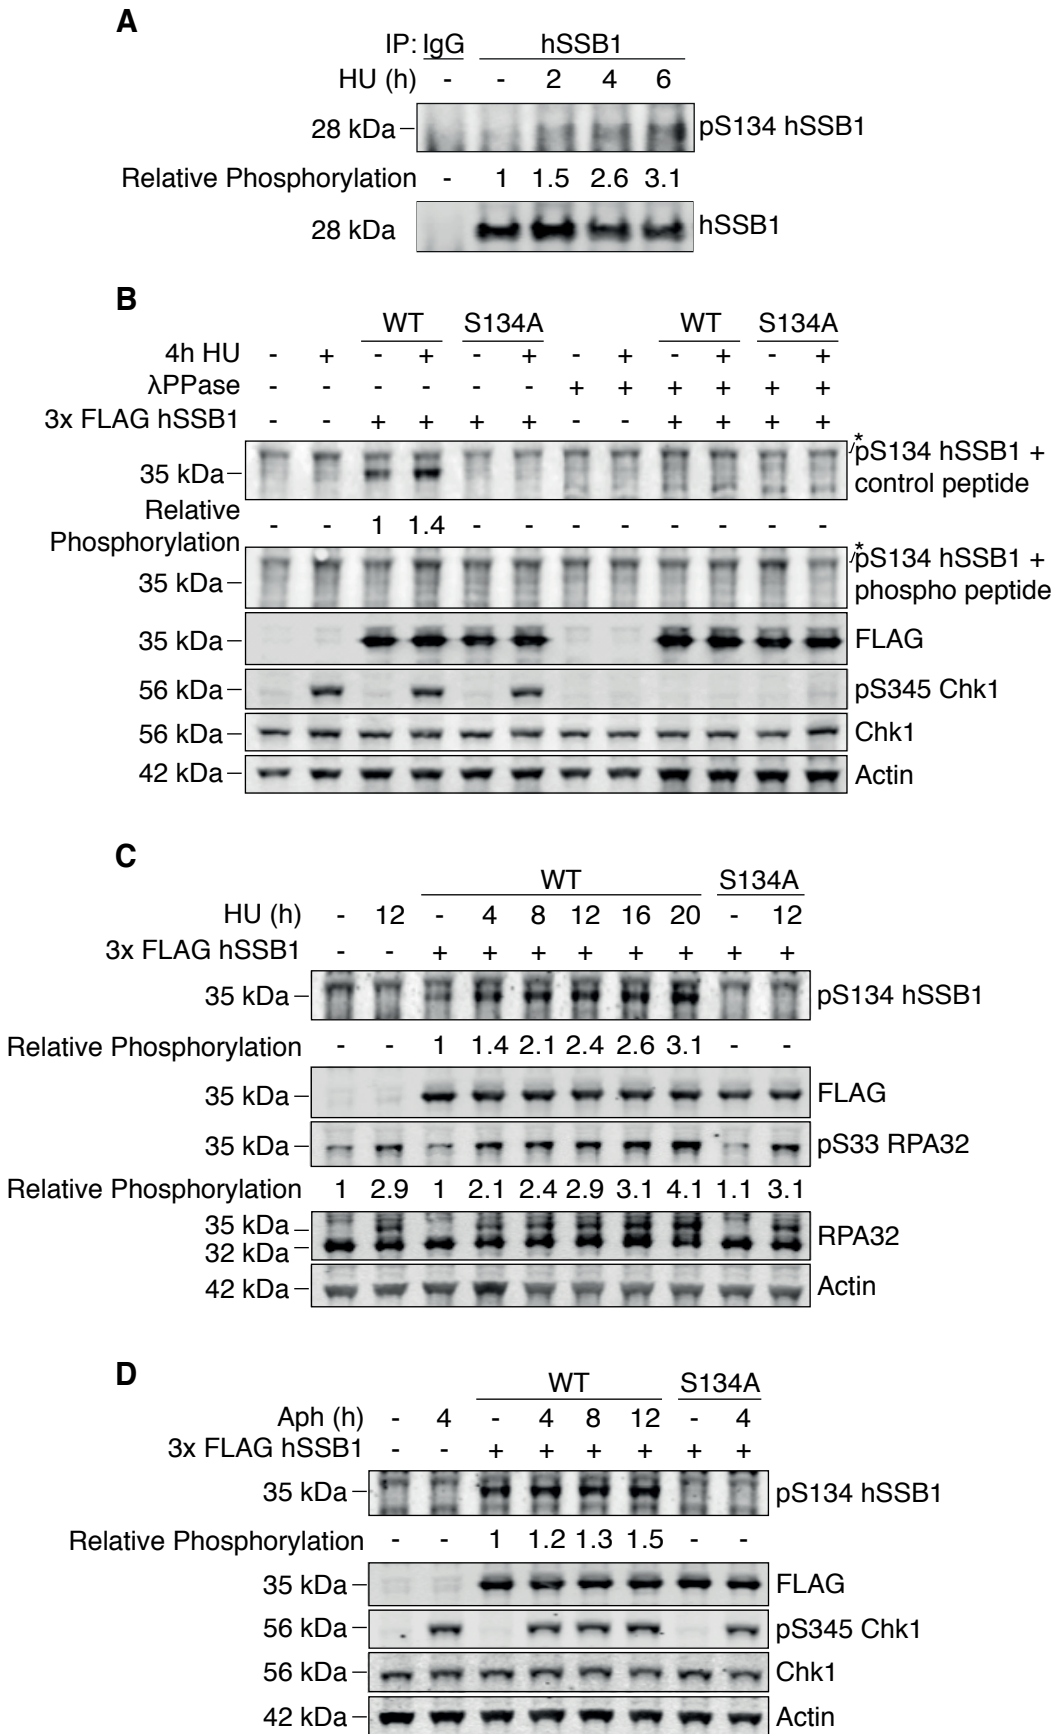 A
IP: IgG hSSB1
HU (h) - - 2 4 6
28 kDa pS134 hSSB1
Relative Phosphorylation - 1 1.5 2.6 3.1
28 kDa hSSB1
B
WT S134A WT S134A
4h HU - + - + - + - + - + - +
λPPase - - - - - - + + + + + +
3x FLAG hSSB1 - - + + + + - - + + + +
*
35 kDa pS134 hSSB1 +
control peptide
Relative
Phosphorylation - - 1 1.4 - - - - - - - -
*
35 kDa pS134 hSSB1 +
phospho peptide
35 kDa FLAG
56 kDa pS345 Chk1
56 kDa Chk1
42 kDa Actin
C
WT S134A
HU (h) - 12 - 4 8 12 16 20 - 12
3x FLAG hSSB1 - - + + + + + + + +
35 kDa pS134 hSSB1
Relative Phosphorylation - - 1 1.4 2.1 2.4 2.6 3.1 - -
35 kDa FLAG
35 kDa pS33 RPA32
Relative Phosphorylation 1 2.9 1 2.1 2.4 2.9 3.1 4.1 1.1 3.1
35 kDa RPA32
32 kDa
42 kDa Actin
D
WT S134A
Aph (h) - 4 - 4 8 12 - 4
3x FLAG hSSB1 - - + + + + + +
35 kDa pS134 hSSB1
Relative Phosphorylation - - 1 1.2 1.3 1.5 - -
35 kDa FLAG
56 kDa pS345 Chk1
56 kDa Chk1
42 kDa Actin